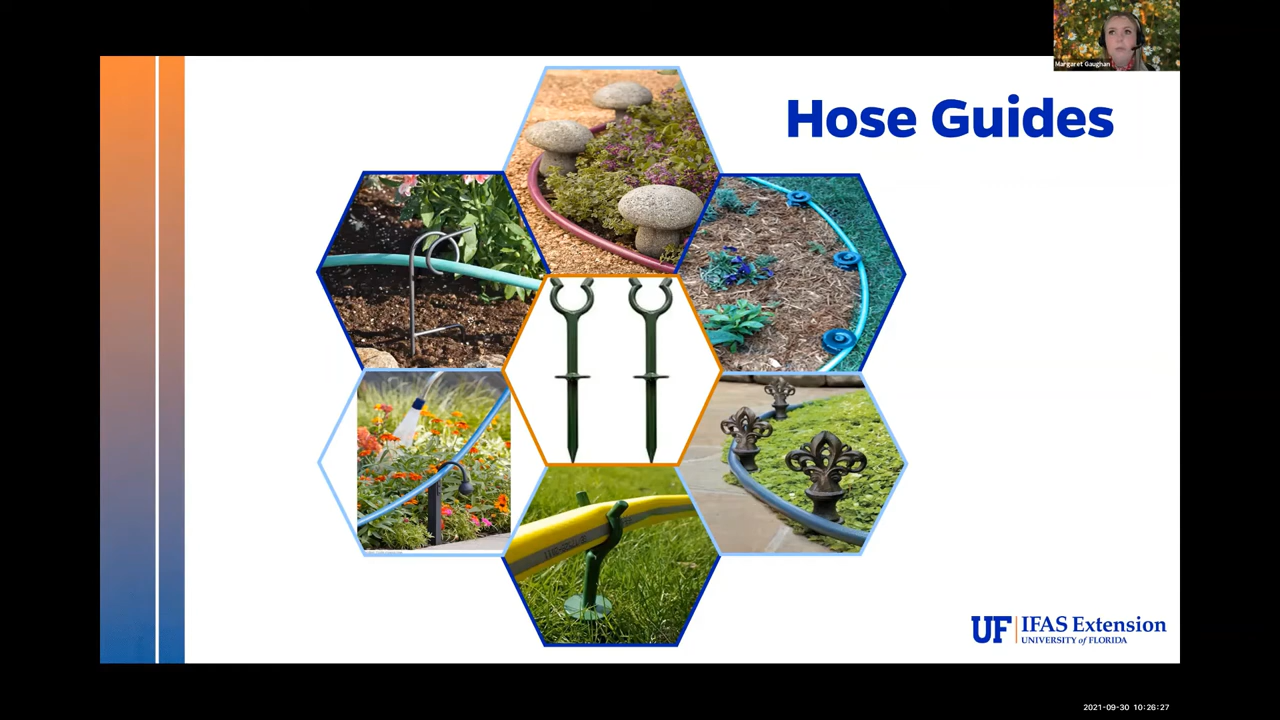 Margaret Gaughan
Hose Guides
UF IFAS Extension
UNIVERSITY of FLORIDA
2021-09-30 10:26:27